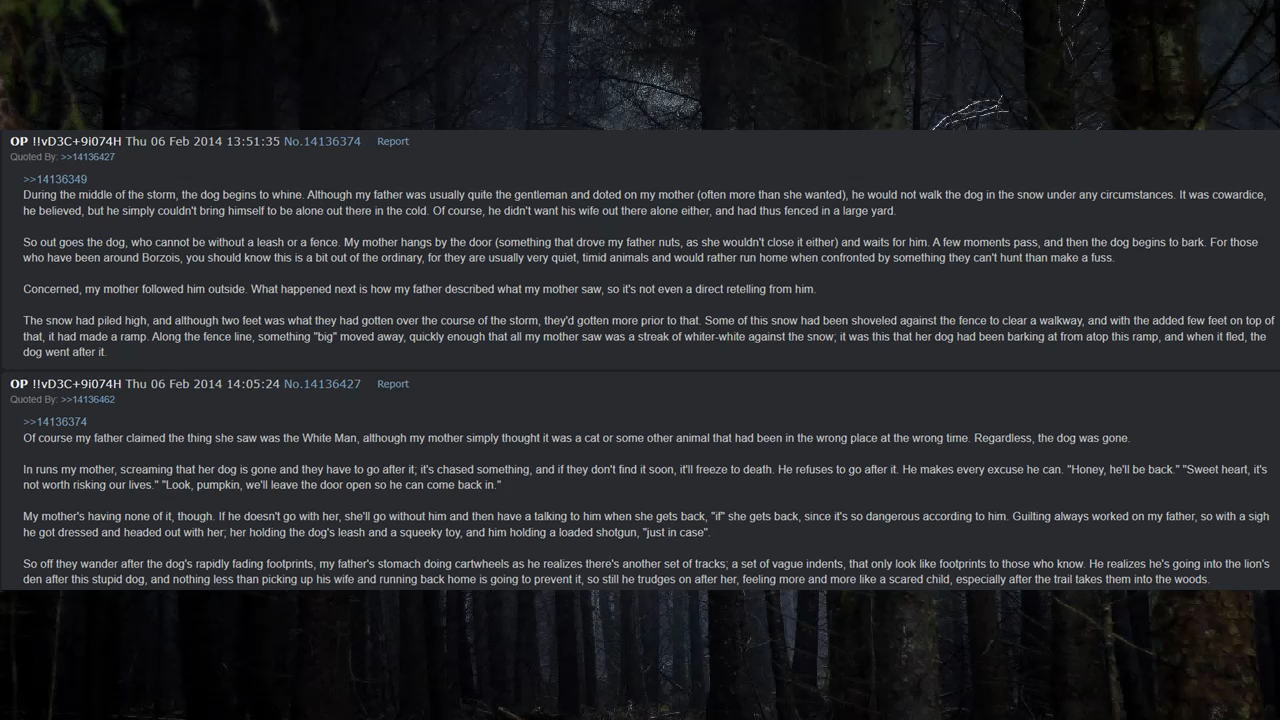 OP !!vD3C+9i074H Thu 06 Feb 2014 13:51:35 No.14136374 Report
Quoted By: >>14136427
>>14136349
During the middle of the storm, the dog begins to whine. Although my father was usually quite the gentleman and doted on my mother (often more than she wanted), he would not walk the dog in the snow under any circumstances. It was cowardice,
he believed, but he simply couldn't bring himself to be alone out there in the cold. Of course, he didn't want his wife out there alone either, and had thus fenced in a large yard.
So out goes the dog, who cannot be without a leash or a fence. My mother hangs by the door (something that drove my father nuts, as she wouldn't close it either) and waits for him. A few moments pass, and then the dog begins to bark. For those
who have been around Borzois, you should know this is a bit out of the ordinary, for they are usually very quiet, timid animals and would rather run home when confronted by something they can't hunt than make a fuss.
Concerned, my mother followed him outside. What happened next is how my father described what my mother saw, so it's not even a direct retelling from him.
The snow had piled high, and although two feet was what they had gotten over the course of the storm, they'd gotten more prior to that. Some of this snow had been shoveled against the fence to clear a walkway, and with the added few feet on top of
that, it had made a ramp. Along the fence line, something "big" moved away, quickly enough that all my mother saw was a streak of whiter-white against the snow; it was this that her dog had been barking at from atop this ramp, and when it fled, the
dog went after it.
OP !!vD3C+9i074H Thu 06 Feb 2014 14:05:24 No.14136427 Report
Quoted By: >>14136462
>>14136374
Of course my father claimed the thing she saw was the White Man, although my mother simply thought it was a cat or some other animal that had been in the wrong place at the wrong time. Regardless, the dog was gone.
In runs my mother, screaming that her dog is gone and they have to go after it; it's chased something, and if they don't find it soon, it'll freeze to death. He refuses to go after it. He makes every excuse he can. "Honey, he'll be back." "Sweet heart, it's
not worth risking our lives." "Look, pumpkin, we'll leave the door open so he can come back in."
My mother's having none of it, though. If he doesn't go with her, she'll go without him and then have a talking to him when she gets back, "if" she gets back, since it's so dangerous according to him. Guilting always worked on my father, so with a sigh
he got dressed and headed out with her; her holding the dog's leash and a squeeky toy, and him holding a loaded shotgun, "just in case".
So off they wander after the dog's rapidly fading footprints, my father's stomach doing cartwheels as he realizes there's another set of tracks; a set of vague indents, that only look like footprints to those who know. He realizes he's going into the lion's
den after this stupid dog, and nothing less than picking up his wife and running back home is going to prevent it, so still he trudges on after her, feeling more and more like a scared child, especially after the trail takes them into the woods.